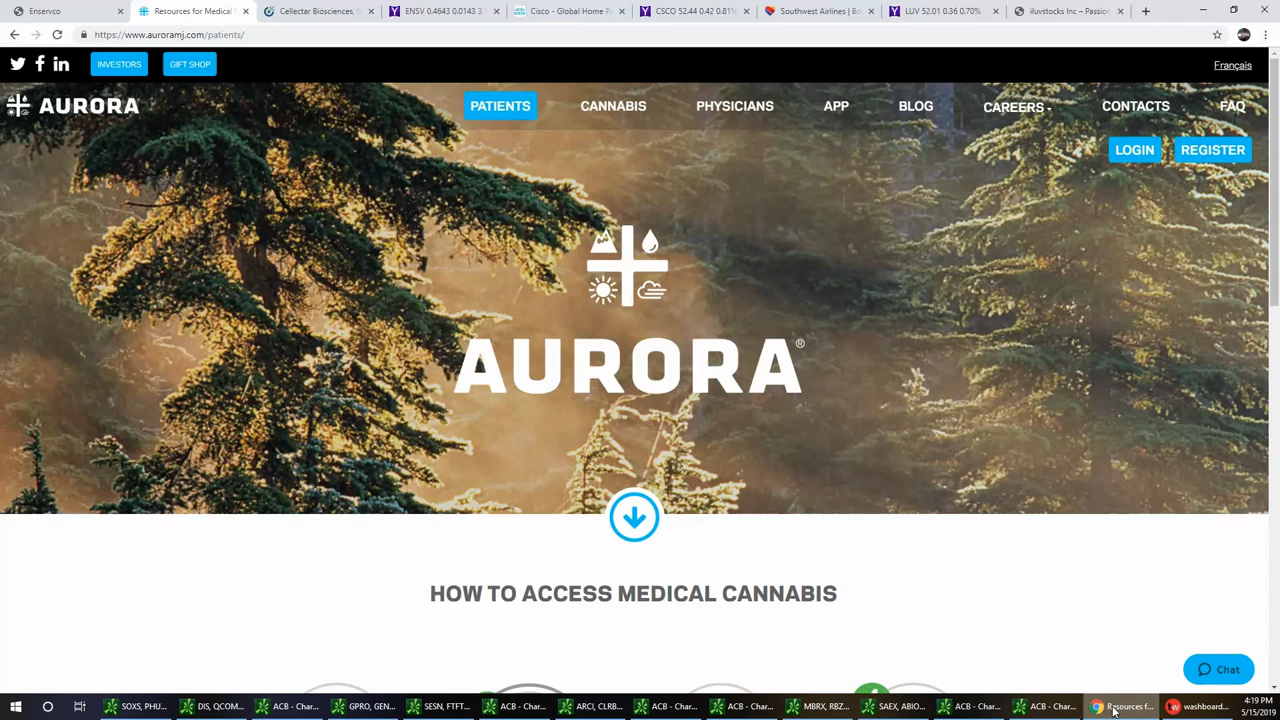 Enservco
Resources for Medical
Cellectar Biosciences, I
ENSV 0.4643 0.0143 3.
Cisco - Global Home P
CSCO 52.44 0.42 0.81%
Southwest Airlines | Bo
LUV 52.01 0.36 0.70%
iluvstocks Inc – Passion
https://www.auroramj.com/patients/
INVESTORS
GIFT SHOP
Français
AURORA
PATIENTS
CANNABIS
PHYSICIANS
APP
BLOG
CAREERS
CONTACTS
FAQ
LOGIN
REGISTER
AURORA®
HOW TO ACCESS MEDICAL CANNABIS
Chat
SOXS, PHU...
DIS, QCOM...
ACB - Char...
GPRO, GEN...
SESN, FTFT...
ACB - Char...
ARCI, CLRB...
ACB - Char...
ACB - Char...
MBRX, RBZ...
SAEX, ABIO...
ACB - Char...
ACB - Char...
Resources f...
washboard...
4:19 PM
5/15/2019